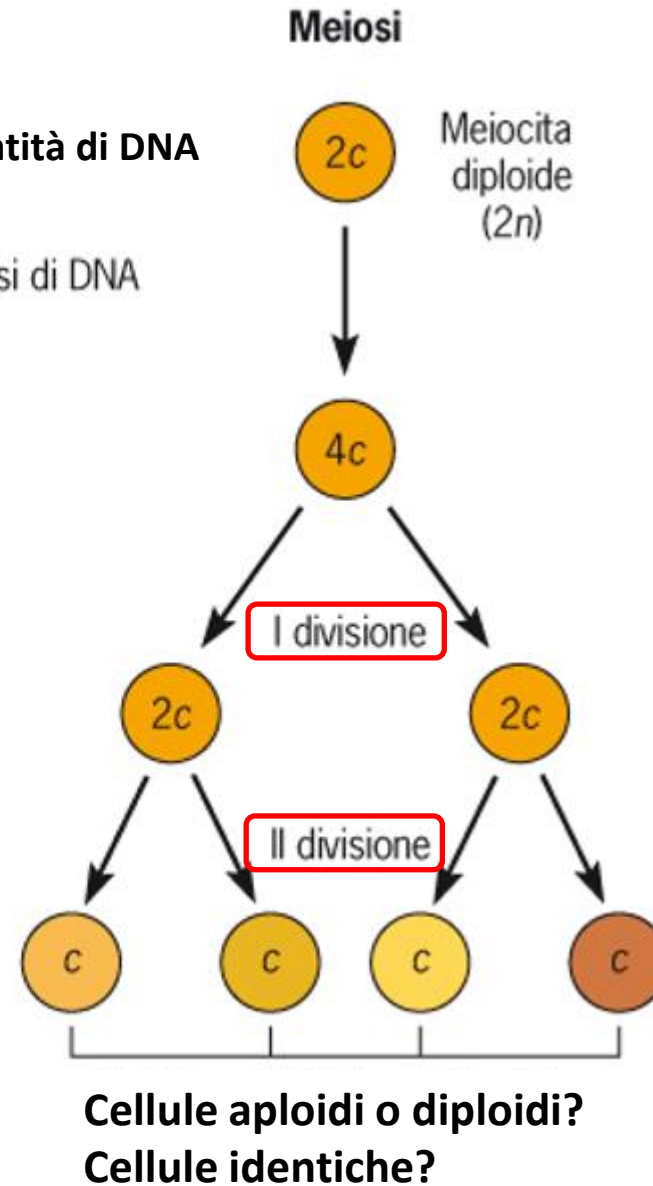 Meiosi
ntità di DNA
2c
Meiocita
diploide
(2n)
si di DNA
4c
I divisione
2c
2c
II divisione
c
c
c
c
Cellule aploidi o diploidi?
Cellule identiche?